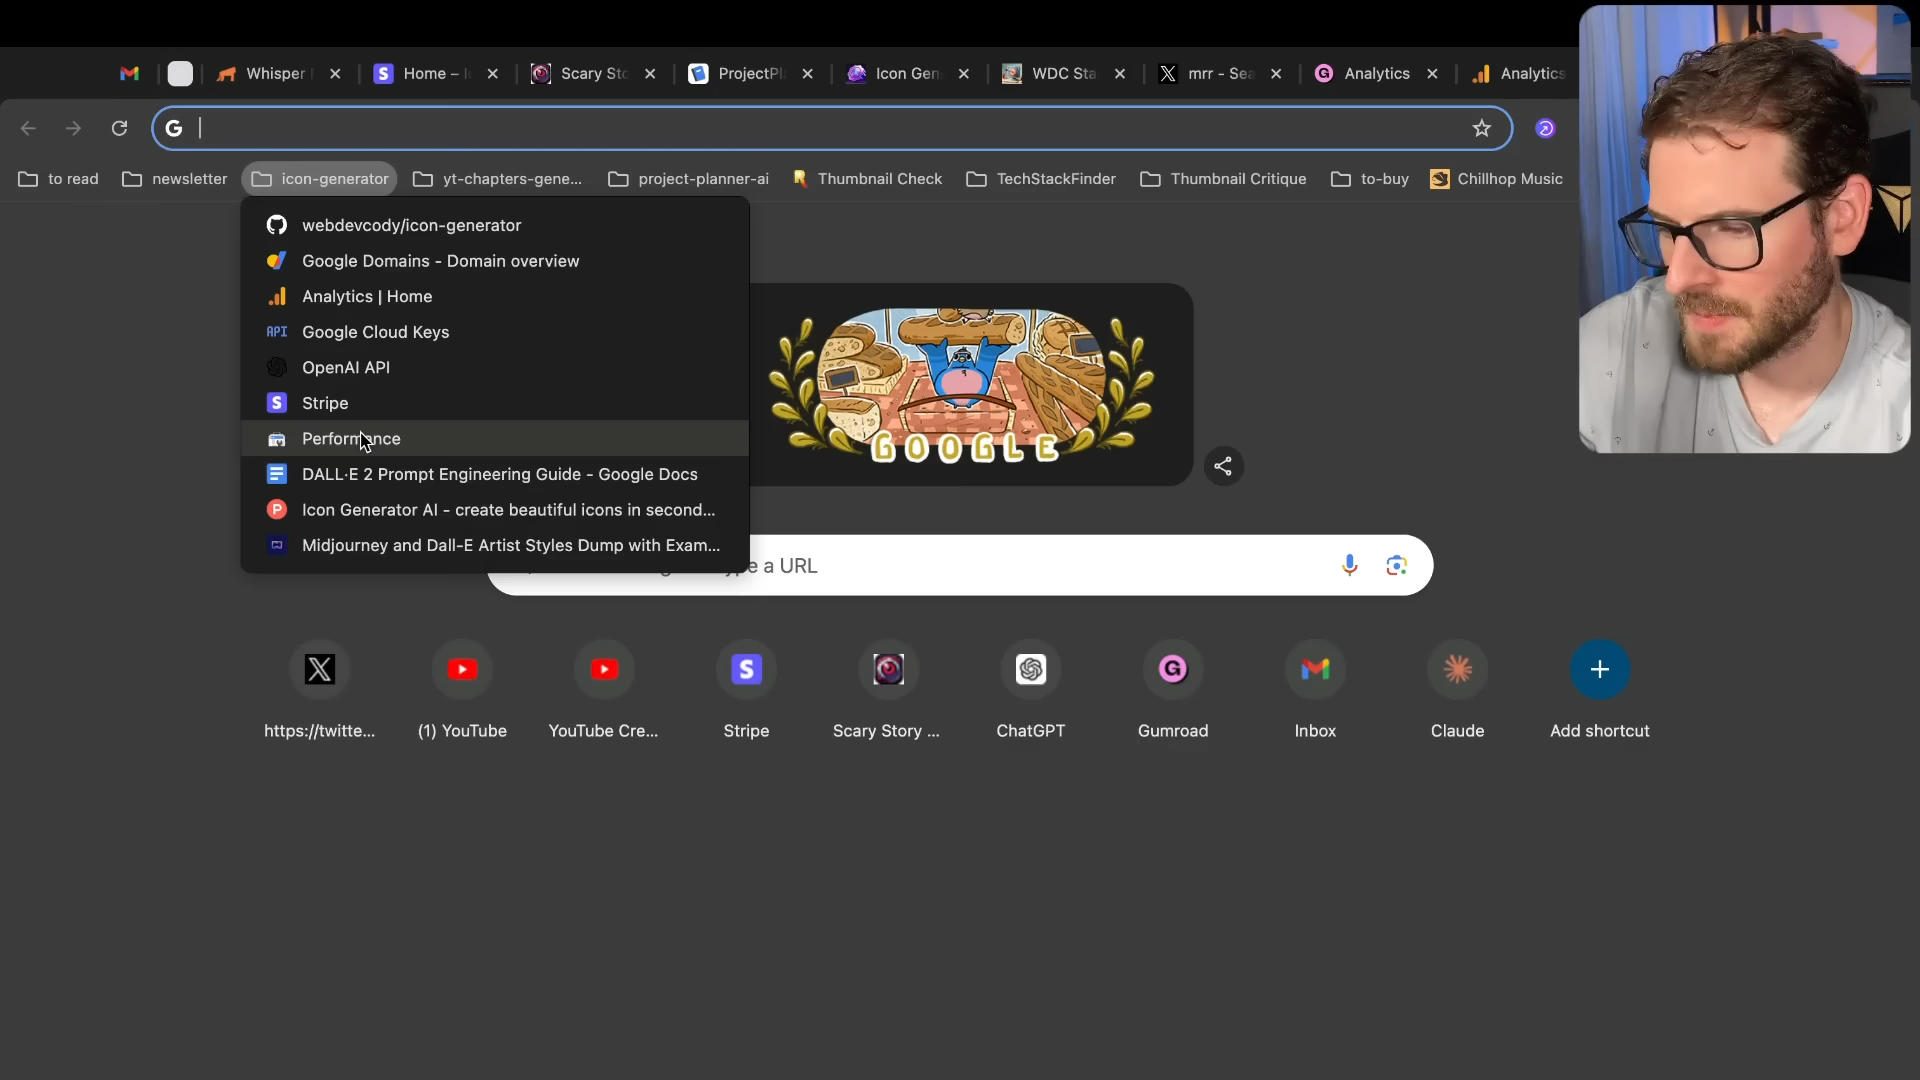 Whisper
Home –
Scary Sto
ProjectPl
Icon Gen
WDC Sta
mrr - Sea
Analytics
Analytics
to read
newsletter
icon-generator
yt-chapters-gene...
project-planner-ai
Thumbnail Check
TechStackFinder
Thumbnail Critique
to-buy
Chillhop Music
webdevcody/icon-generator
Google Domains - Domain overview
Analytics | Home
API Google Cloud Keys
OpenAI API
Stripe
Performance
DALL·E 2 Prompt Engineering Guide - Google Docs
Icon Generator AI - create beautiful icons in second...
Midjourney and Dall-E Artist Styles Dump with Exam...
GOOGLE
a URL
https://twitte...
(1) YouTube
YouTube Cre...
Stripe
Scary Story ...
ChatGPT
Gumroad
Inbox
Claude
Add shortcut